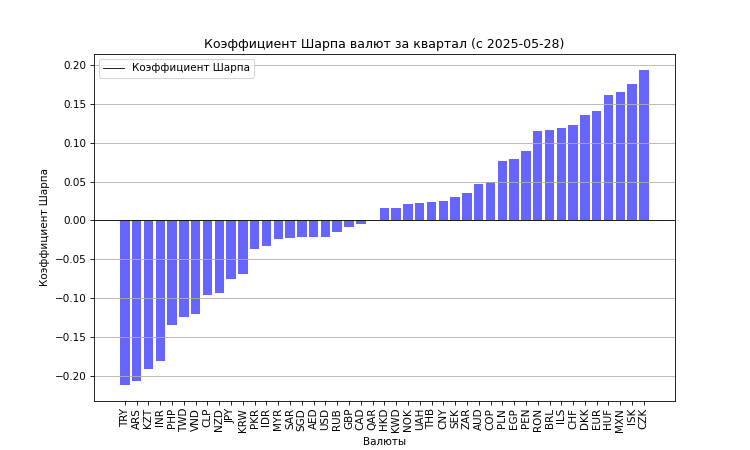 Коэффициент Шарпа валют за квартал (с 2025-05-28)
Коэффициент Шарпа
Коэффициент Шарпа
0.20
0.15
0.10
0.05
0.00
−0.05
−0.10
−0.15
−0.20
TRY
ARS
KZT
INR
PHP
TWD
VND
CLP
NZD
JPY
KRW
PKR
IDR
MYR
SAR
SGD
AED
USD
RUB
GBP
CAD
QAR
HKD
KWD
NOK
UAH
THB
CNY
SEK
ZAR
AUD
COP
PLN
EGP
PEN
RON
BRL
ILS
CHF
DKK
EUR
HUF
MXN
ISK
CZK
Валюты